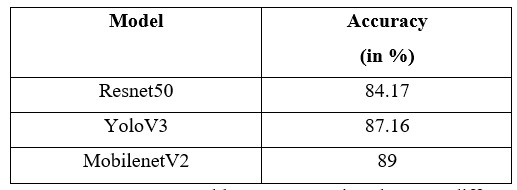 Model Accuracy
(in %)
Resnet50 84.17
YoloV3 87.16
MobilenetV2 89